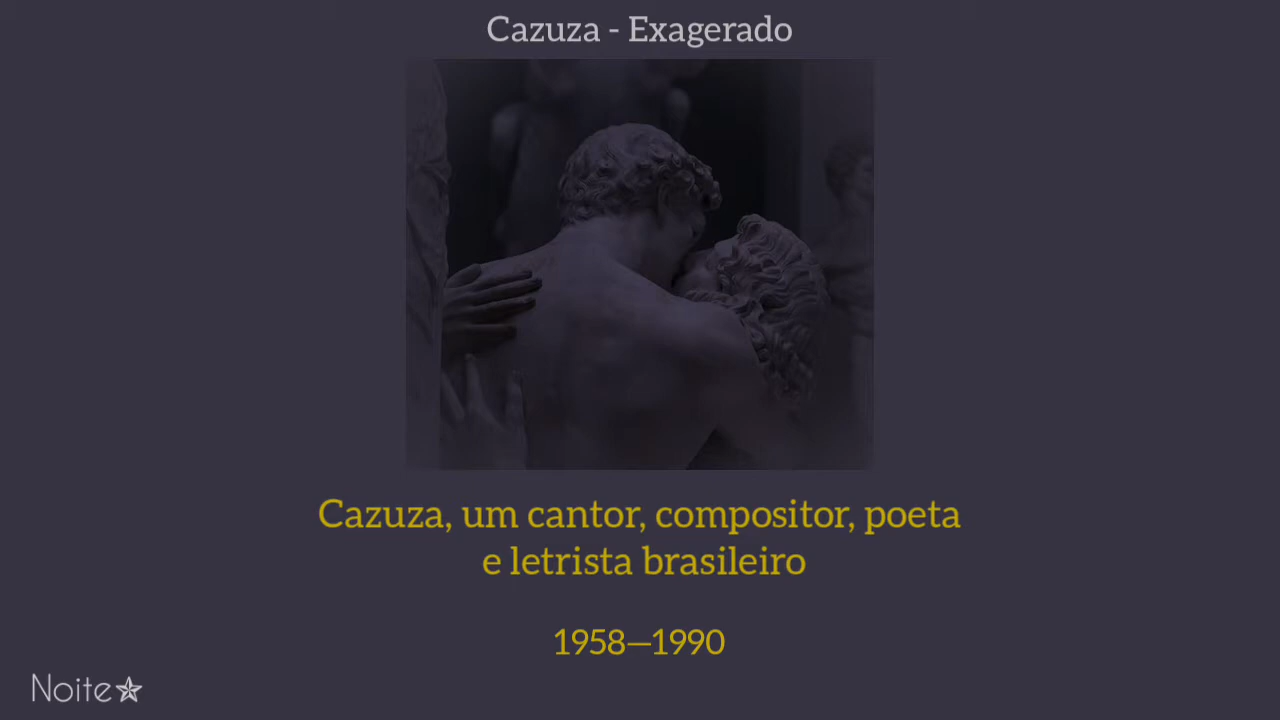 Cazuza - Exagerado
Cazuza, um cantor, compositor, poeta
e letrista brasileiro
1958—1990
Noite